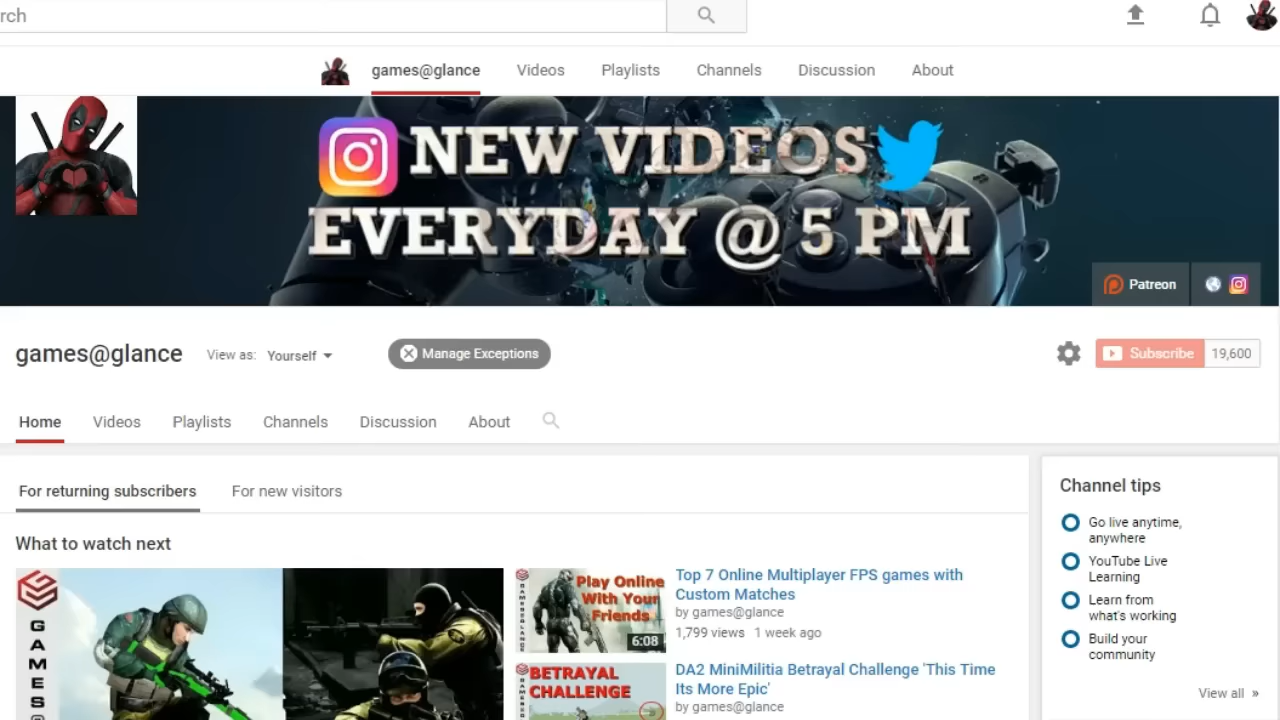 rch
games@glance Videos Playlists Channels Discussion About
NEW VIDEOS
EVERYDAY @ 5 PM
Patreon
games@glance View as: Yourself Manage Exceptions Subscribe 19,600
Home Videos Playlists Channels Discussion About
For returning subscribers For new visitors
What to watch next
GAMES@
GAMES@GLANCE
Play Online
With Your
Friends
6:08
Top 7 Online Multiplayer FPS games with
Custom Matches
by games@glance
1,799 views 1 week ago
BETRAYAL
CHALLENGE
DA2 MiniMilitia Betrayal Challenge 'This Time
Its More Epic'
by games@glance
Channel tips
Go live anytime,
anywhere
YouTube Live
Learning
Learn from
what's working
Build your
community
View all »